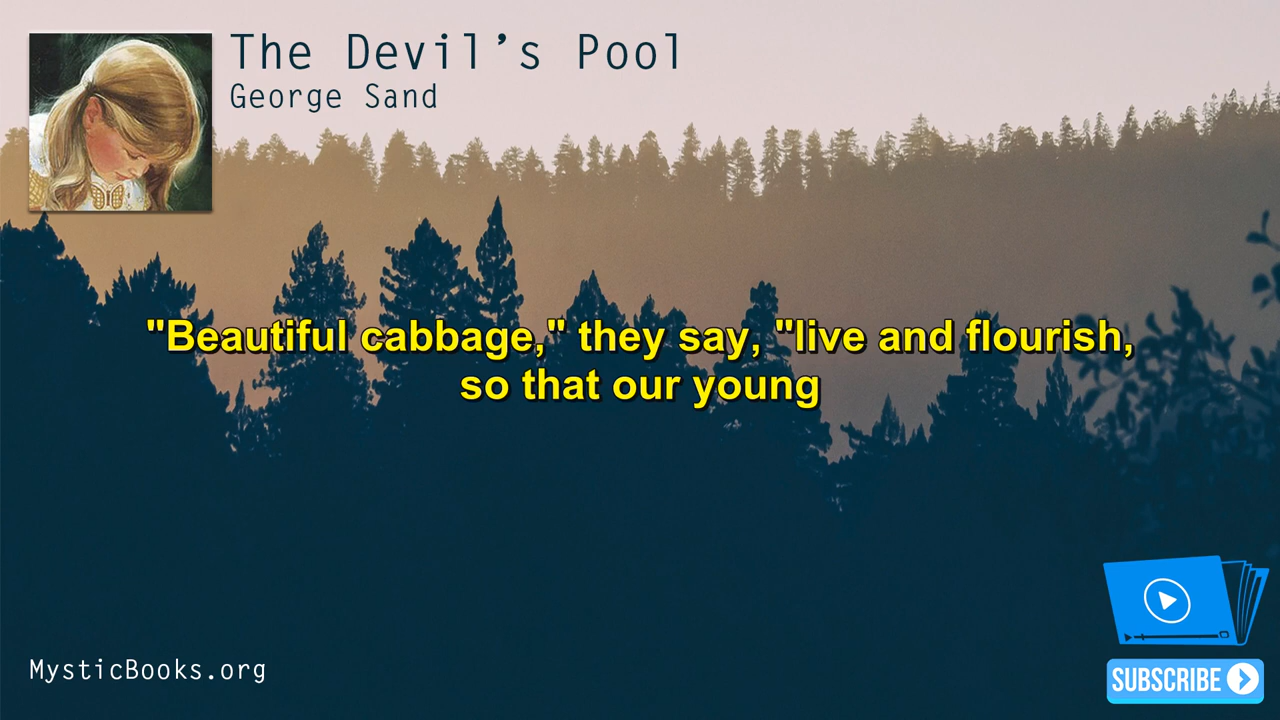 The Devil's Pool
George Sand
"Beautiful cabbage," they say, "live and flourish,
so that our young
MysticBooks.org
SUBSCRIBE